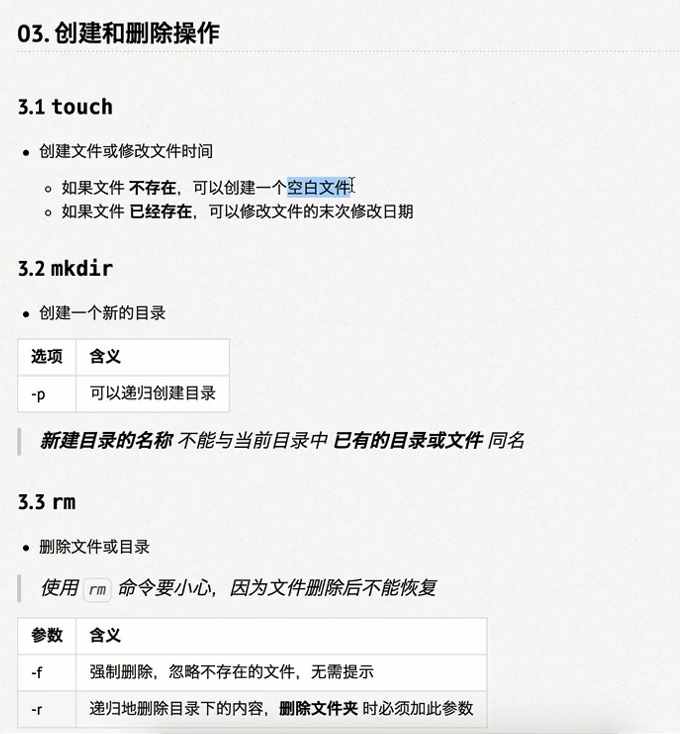 03. 创建和删除操作
3.1 touch
创建文件或修改文件时间
如果文件 不存在，可以创建一个空白文件
如果文件 已经存在，可以修改文件的末次修改日期
3.2 mkdir
创建一个新的目录
选项 含义
-p 可以递归创建目录
新建目录的名称 不能与当前目录中 已有的目录或文件 同名
3.3 rm
删除文件或目录
使用 rm 命令要小心，因为文件删除后不能恢复
参数 含义
-f 强制删除，忽略不存在的文件，无需提示
-r 递归地删除目录下的内容，删除文件夹 时必须加此参数